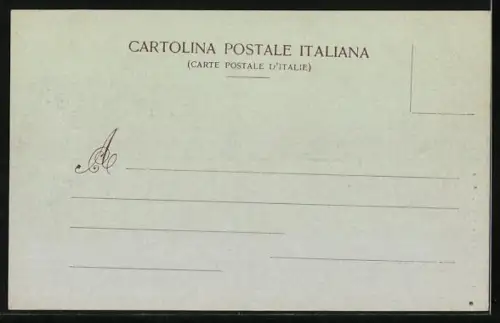 CARTOLINA POSTALE ITALIANA
(CARTE POSTALE D'ITALIE)
A